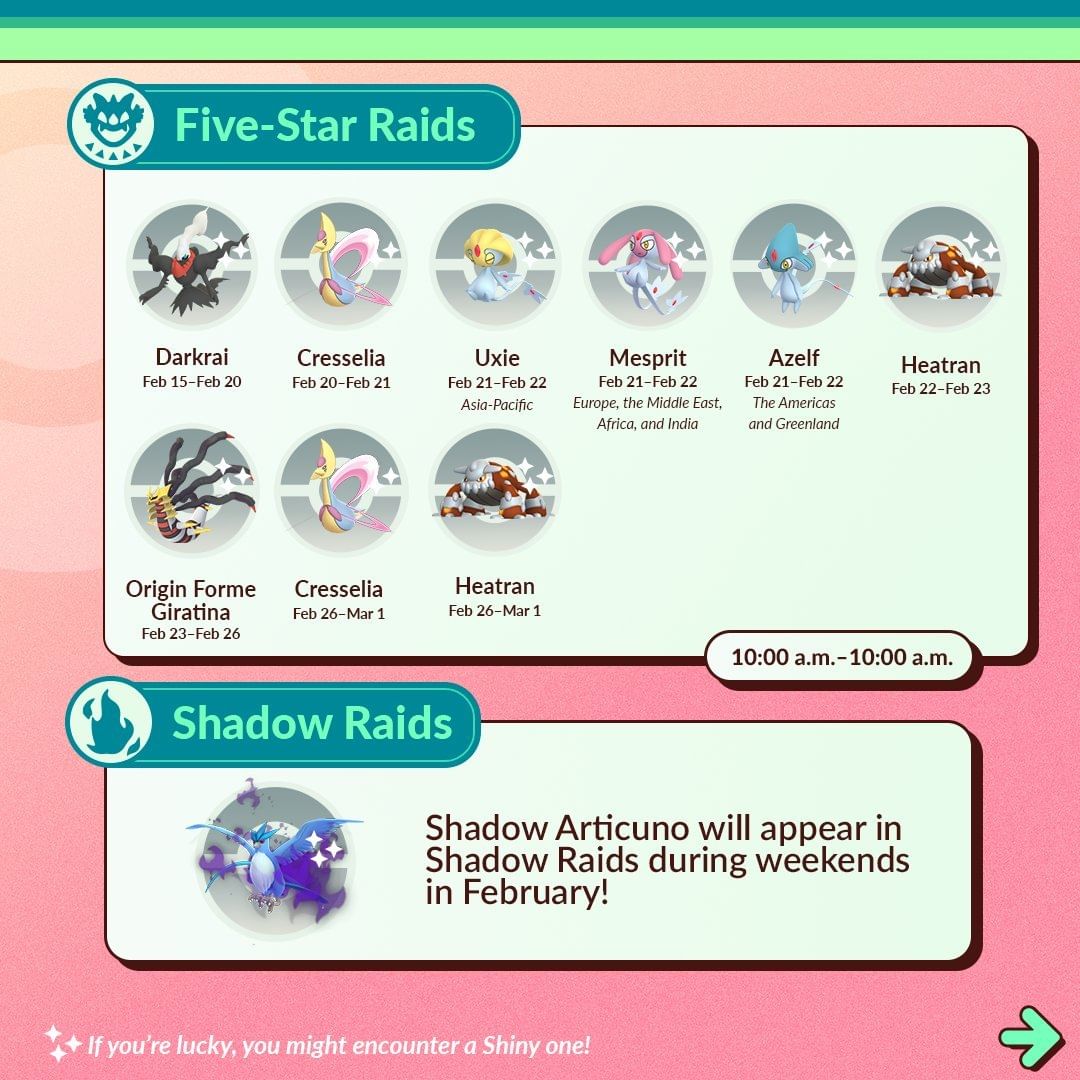 Five-Star Raids
Darkrai
Feb 15–Feb 20
Cresselia
Feb 20–Feb 21
Uxie
Feb 21–Feb 22
Asia-Pacific
Mesprit
Feb 21–Feb 22
Europe, the Middle East,
Africa, and India
Azelf
Feb 21–Feb 22
The Americas
and Greenland
Heatran
Feb 22–Feb 23
Origin Forme
Giratina
Feb 23–Feb 26
Cresselia
Feb 26–Mar 1
Heatran
Feb 26–Mar 1
10:00 a.m.–10:00 a.m.
Shadow Raids
Shadow Articuno will appear in
Shadow Raids during weekends
in February!
If you’re lucky, you might encounter a Shiny one!